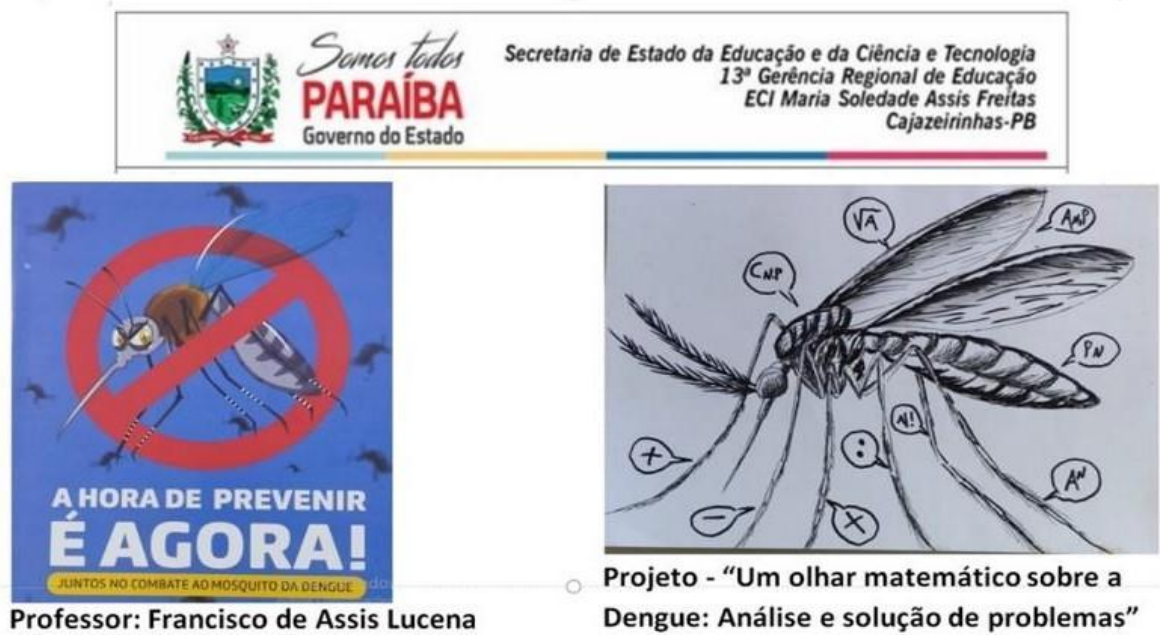 Somos todos
PARAÍBA
Governo do Estado
Secretaria de Estado da Educação e da Ciência e Tecnologia
13ª Gerência Regional de Educação
ECI Maria Soledade Assis Freitas
Cajazeirinhas-PB
A HORA DE PREVENIR
É AGORA!
JUNTOS NO COMBATE AO MOSQUITO DA DENGUE
Professor: Francisco de Assis Lucena
√A
An,P
Cn,P
Pn
+
-
×
:
N!
Aᴺ
Projeto - “Um olhar matemático sobre a
Dengue: Análise e solução de problemas”